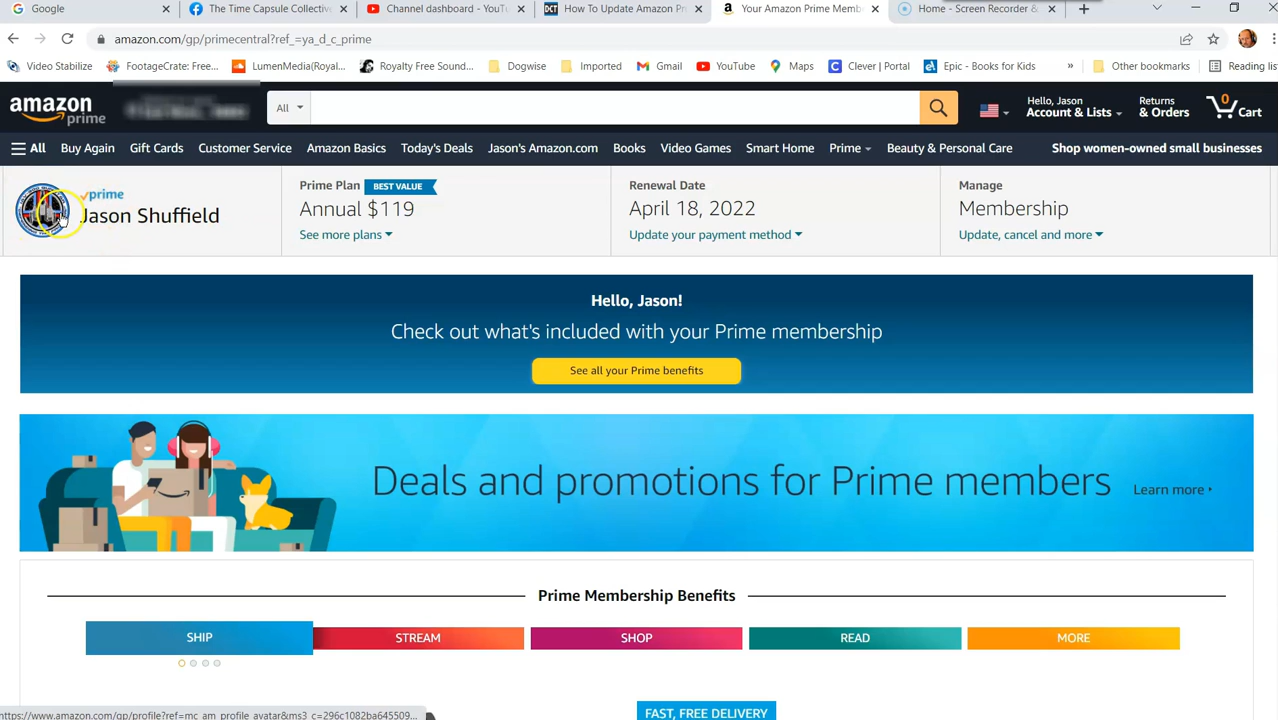 Google
The Time Capsule Collective
Channel dashboard - YouTu
DCT How To Update Amazon Pr
Your Amazon Prime Memb
Home - Screen Recorder &
amazon.com/gp/primecentral?ref_=ya_d_c_prime
Video Stabilize
FootageCrate: Free...
LumenMedia(Royal...
Royalty Free Sound...
Dogwise
Imported
Gmail
YouTube
Maps
Clever | Portal
Epic - Books for Kids
»
Other bookmarks
Reading list
amazon prime
All
Hello, Jason
Account & Lists
Returns
& Orders
0
Cart
All
Buy Again
Gift Cards
Customer Service
Amazon Basics
Today's Deals
Jason's Amazon.com
Books
Video Games
Smart Home
Prime
Beauty & Personal Care
Shop women-owned small businesses
prime
Jason Shuffield
Prime Plan BEST VALUE
Annual $119
See more plans
Renewal Date
April 18, 2022
Update your payment method
Manage
Membership
Update, cancel and more
Hello, Jason!
Check out what's included with your Prime membership
See all your Prime benefits
Deals and promotions for Prime members
Learn more
Prime Membership Benefits
SHIP
STREAM
SHOP
READ
MORE
FAST, FREE DELIVERY
https://www.amazon.com/gp/profile?ref=mc_am_profile_avatar&ms3_c=296c1082ba645509...